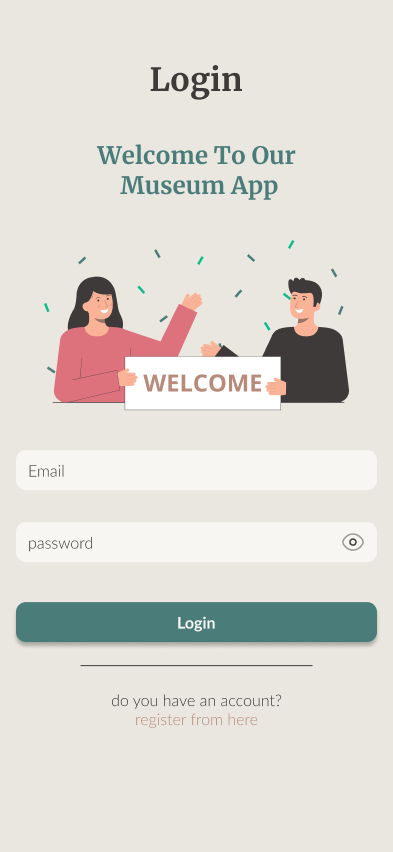 Login
Welcome To Our
Museum App
WELCOME
Email
password
Login
do you have an account?
register from here